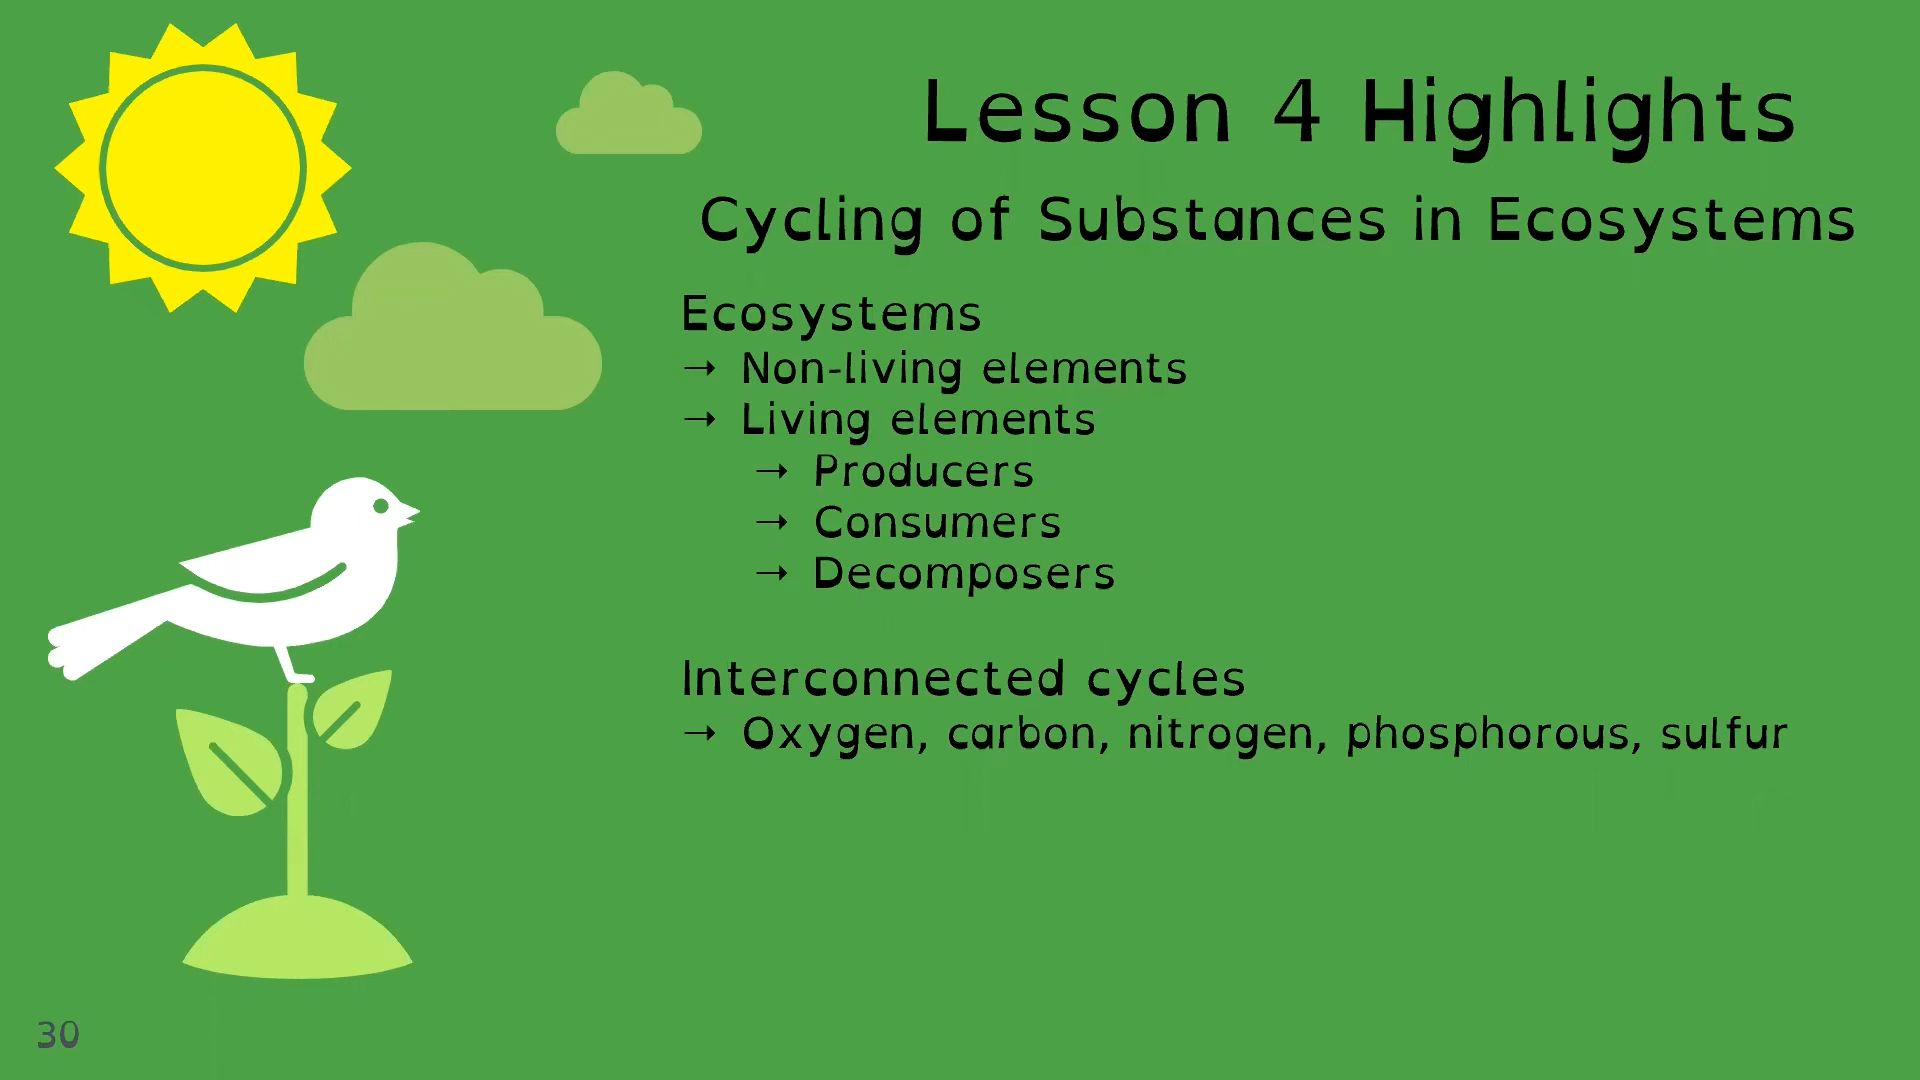 Lesson 4 Highlights
Cycling of Substances in Ecosystems
Ecosystems
→ Non-living elements
→ Living elements
→ Producers
→ Consumers
→ Decomposers
Interconnected cycles
→ Oxygen, carbon, nitrogen, phosphorous, sulfur
30